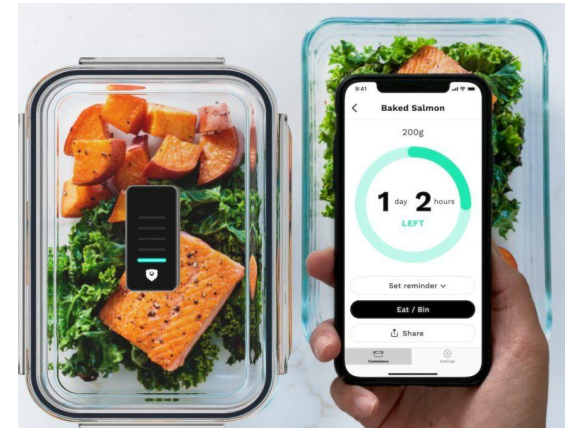 9:41
Baked Salmon
200g
1 day 2 hours
LEFT
Set reminder
Eat / Bin
Share
Containers
Settings